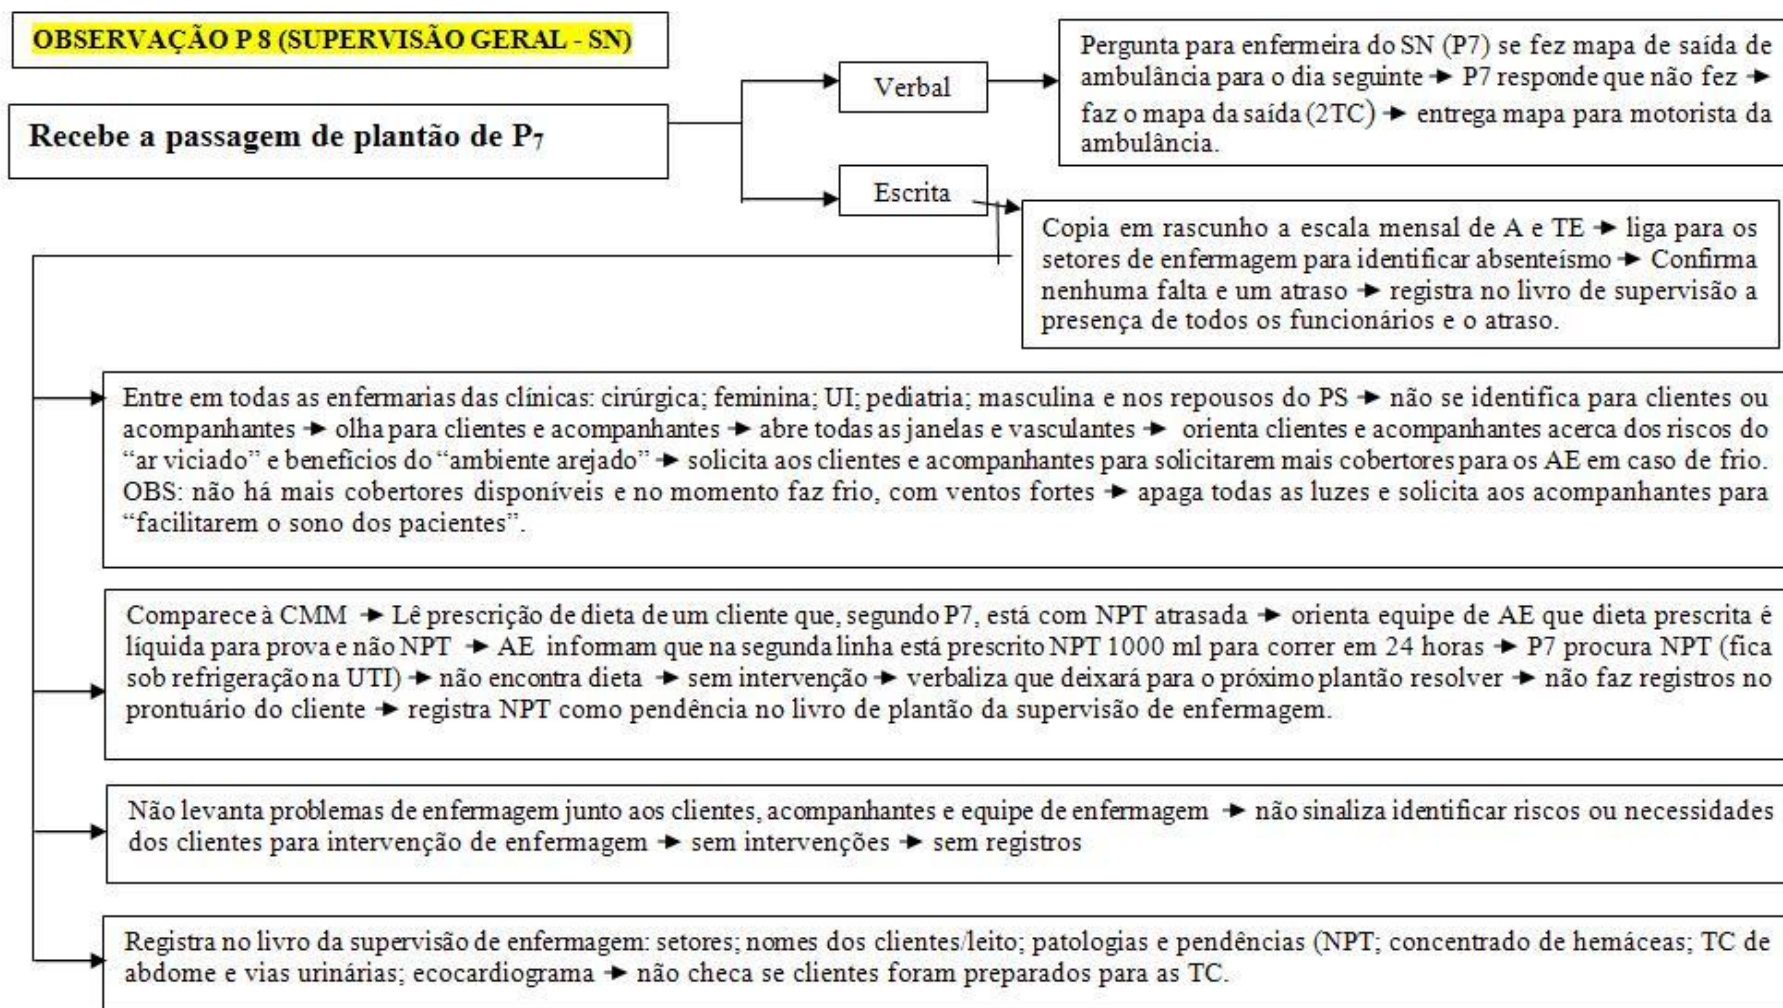 OBSERVAÇÃO P 8 (SUPERVISÃO GERAL - SN)
Recebe a passagem de plantão de P7
Verbal
Pergunta para enfermeira do SN (P7) se fez mapa de saída de
ambulância para o dia seguinte → P7 responde que não fez →
faz o mapa da saída (2TC) → entrega mapa para motorista da
ambulância.
Escrita
Copia em rascunho a escala mensal de A e TE → liga para os
setores de enfermagem para identificar absenteísmo → Confirma
nenhuma falta e um atraso → registra no livro de supervisão a
presença de todos os funcionários e o atraso.
Entre em todas as enfermarias das clínicas: cirúrgica; feminina; UI; pediatria; masculina e nos repousos do PS → não se identifica para clientes ou
acompanhantes → olha para clientes e acompanhantes → abre todas as janelas e vasculantes → orienta clientes e acompanhantes acerca dos riscos do
“ar viciado” e benefícios do “ambiente arejado” → solicita aos clientes e acompanhantes para solicitarem mais cobertores para os AE em caso de frio.
OBS: não há mais cobertores disponíveis e no momento faz frio, com ventos fortes → apaga todas as luzes e solicita aos acompanhantes para
“facilitarem o sono dos pacientes”.
Comparece à CMM → Lê prescrição de dieta de um cliente que, segundo P7, está com NPT atrasada → orienta equipe de AE que dieta prescrita é
líquida para prova e não NPT → AE informam que na segunda linha está prescrito NPT 1000 ml para correr em 24 horas → P7 procura NPT (fica
sob refrigeração na UTI) → não encontra dieta → sem intervenção → verbaliza que deixará para o próximo plantão resolver → não faz registros no
prontuário do cliente → registra NPT como pendência no livro de plantão da supervisão de enfermagem.
Não levanta problemas de enfermagem junto aos clientes, acompanhantes e equipe de enfermagem → não sinaliza identificar riscos ou necessidades
dos clientes para intervenção de enfermagem → sem intervenções → sem registros
Registra no livro da supervisão de enfermagem: setores; nomes dos clientes/leito; patologias e pendências (NPT; concentrado de hemáceas; TC de
abdome e vias urinárias; ecocardiograma → não checa se clientes foram preparados para as TC.